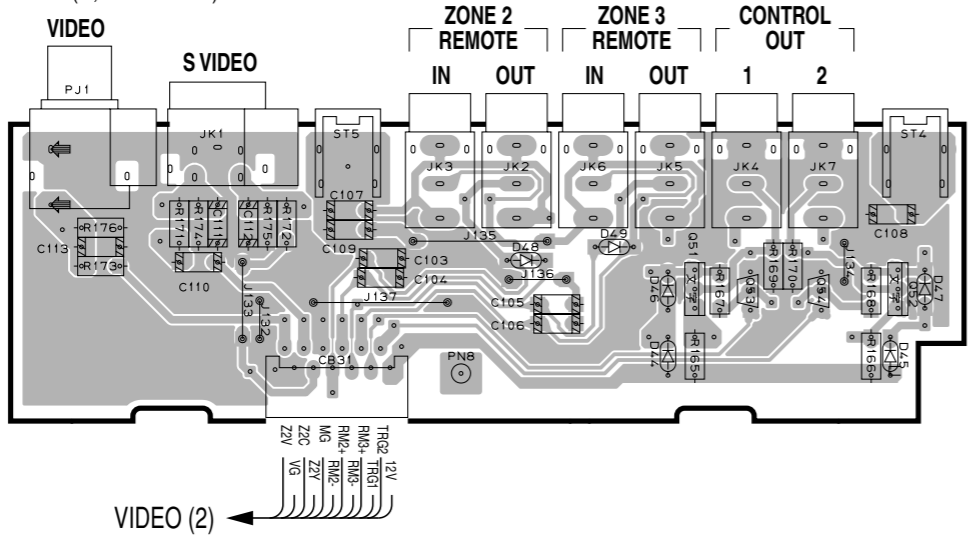 ZONE 2 ZONE 3 CONTROL
VIDEO REMOTE REMOTE OUT
S VIDEO IN OUT IN OUT 1 2
PJ1
JK1 ST5 JK3 JK2 JK6 JK5 JK4 JK7 ST4
C107
R176 R171 R174 C111 C112 R175 R172 C108
C113 C109 J135 D48 D49 Q51 R169 R170 J134
R173 C110 C103
C104 J136 D46 R167 Q53 Q54 R168 Q52 D47
J133 J132 J137 C105
C106
CB31 PN8 D44 R165 R166 D45
Z2V Z2C MG RM2+ RM3+ TRG2 12V
VG Z2Y RM2- RM3- TRG1
VIDEO (2)